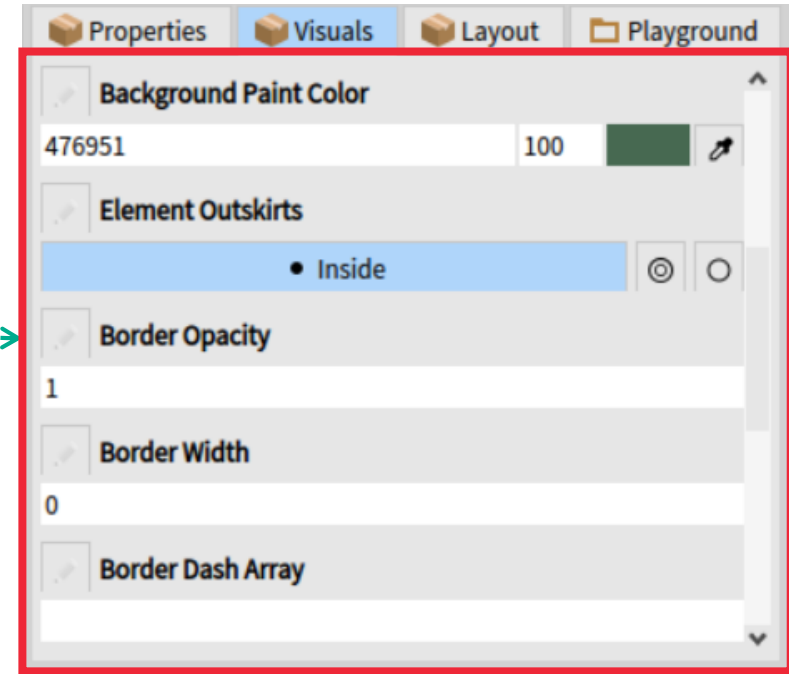 Properties Visuals Layout Playground
Background Paint Color
476951 100
Element Outskirts
Inside
Border Opacity
1
Border Width
0
Border Dash Array